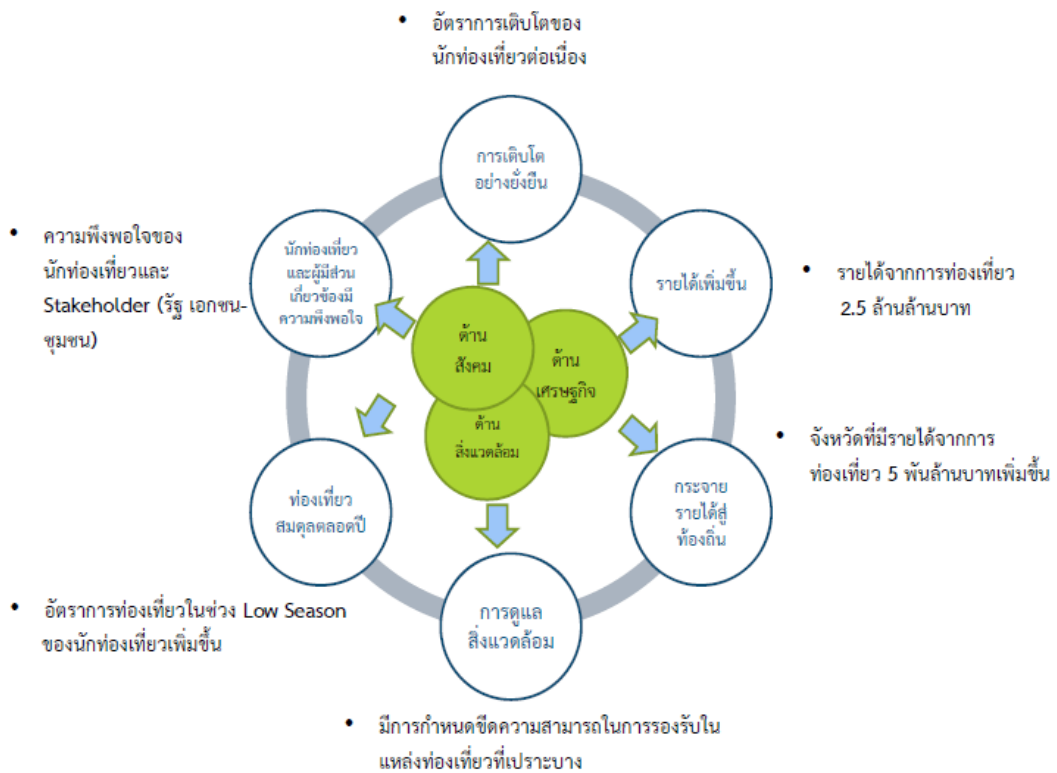 • อัตราการเติบโตของ
นักท่องเที่ยวต่อเนื่อง
การเติบโต
อย่างยั่งยืน
• ความพึงพอใจของ
นักท่องเที่ยวและ
Stakeholder (รัฐ เอกชน-
ชุมชน)
นักท่องเที่ยว
และผู้มีส่วน
เกี่ยวข้องมี
ความพึงพอใจ
รายได้เพิ่มขึ้น
• รายได้จากการท่องเที่ยว
2.5 ล้านล้านบาท
ด้าน
สังคม
ด้าน
เศรษฐกิจ
ด้าน
สิ่งแวดล้อม
• จังหวัดที่มีรายได้จากการ
ท่องเที่ยว 5 พันล้านบาทเพิ่มขึ้น
ท่องเที่ยว
สมดุลตลอดปี
กระจาย
รายได้สู่
ท้องถิ่น
• อัตราการท่องเที่ยวในช่วง Low Season
ของนักท่องเที่ยวเพิ่มขึ้น
การดูแล
สิ่งแวดล้อม
• มีการกำหนดขีดความสามารถในการรองรับใน
แหล่งท่องเที่ยวที่เปราะบาง